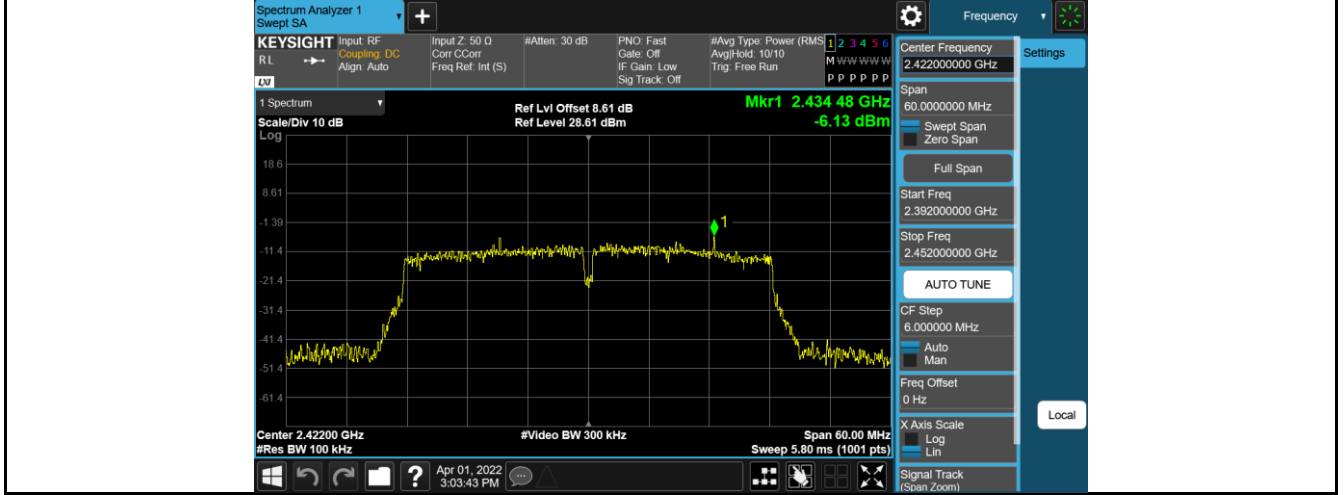 Spectrum Analyzer 1
Swept SA
Frequency
KEYSIGHT
RL
LXI
Input: RF
Coupling: DC
Align: Auto
Input Z: 50 Ω
Corr CCorr
Freq Ref: Int (S)
#Atten: 30 dB
PNO: Fast
Gate: Off
IF Gain: Low
Sig Track: Off
#Avg Type: Power (RMS
Avg|Hold: 10/10
Trig: Free Run
1 2 3 4 5 6
M W W W W W
P P P P P P
Center Frequency
2.422000000 GHz
Settings
1 Spectrum
Scale/Div 10 dB
Ref Lvl Offset 8.61 dB
Ref Level 28.61 dBm
Mkr1 2.434 48 GHz
-6.13 dBm
Log
18.6
8.61
-1.39
-11.4
-21.4
-31.4
-41.4
-51.4
-61.4
1
Center 2.42200 GHz
#Res BW 100 kHz
#Video BW 300 kHz
Span 60.00 MHz
Sweep 5.80 ms (1001 pts)
Span
60.0000000 MHz
Swept Span
Zero Span
Full Span
Start Freq
2.392000000 GHz
Stop Freq
2.452000000 GHz
AUTO TUNE
CF Step
6.000000 MHz
Auto
Man
Freq Offset
0 Hz
X Axis Scale
Log
Lin
Local
Signal Track
(Span Zoom)
?
Apr 01, 2022
3:03:43 PM